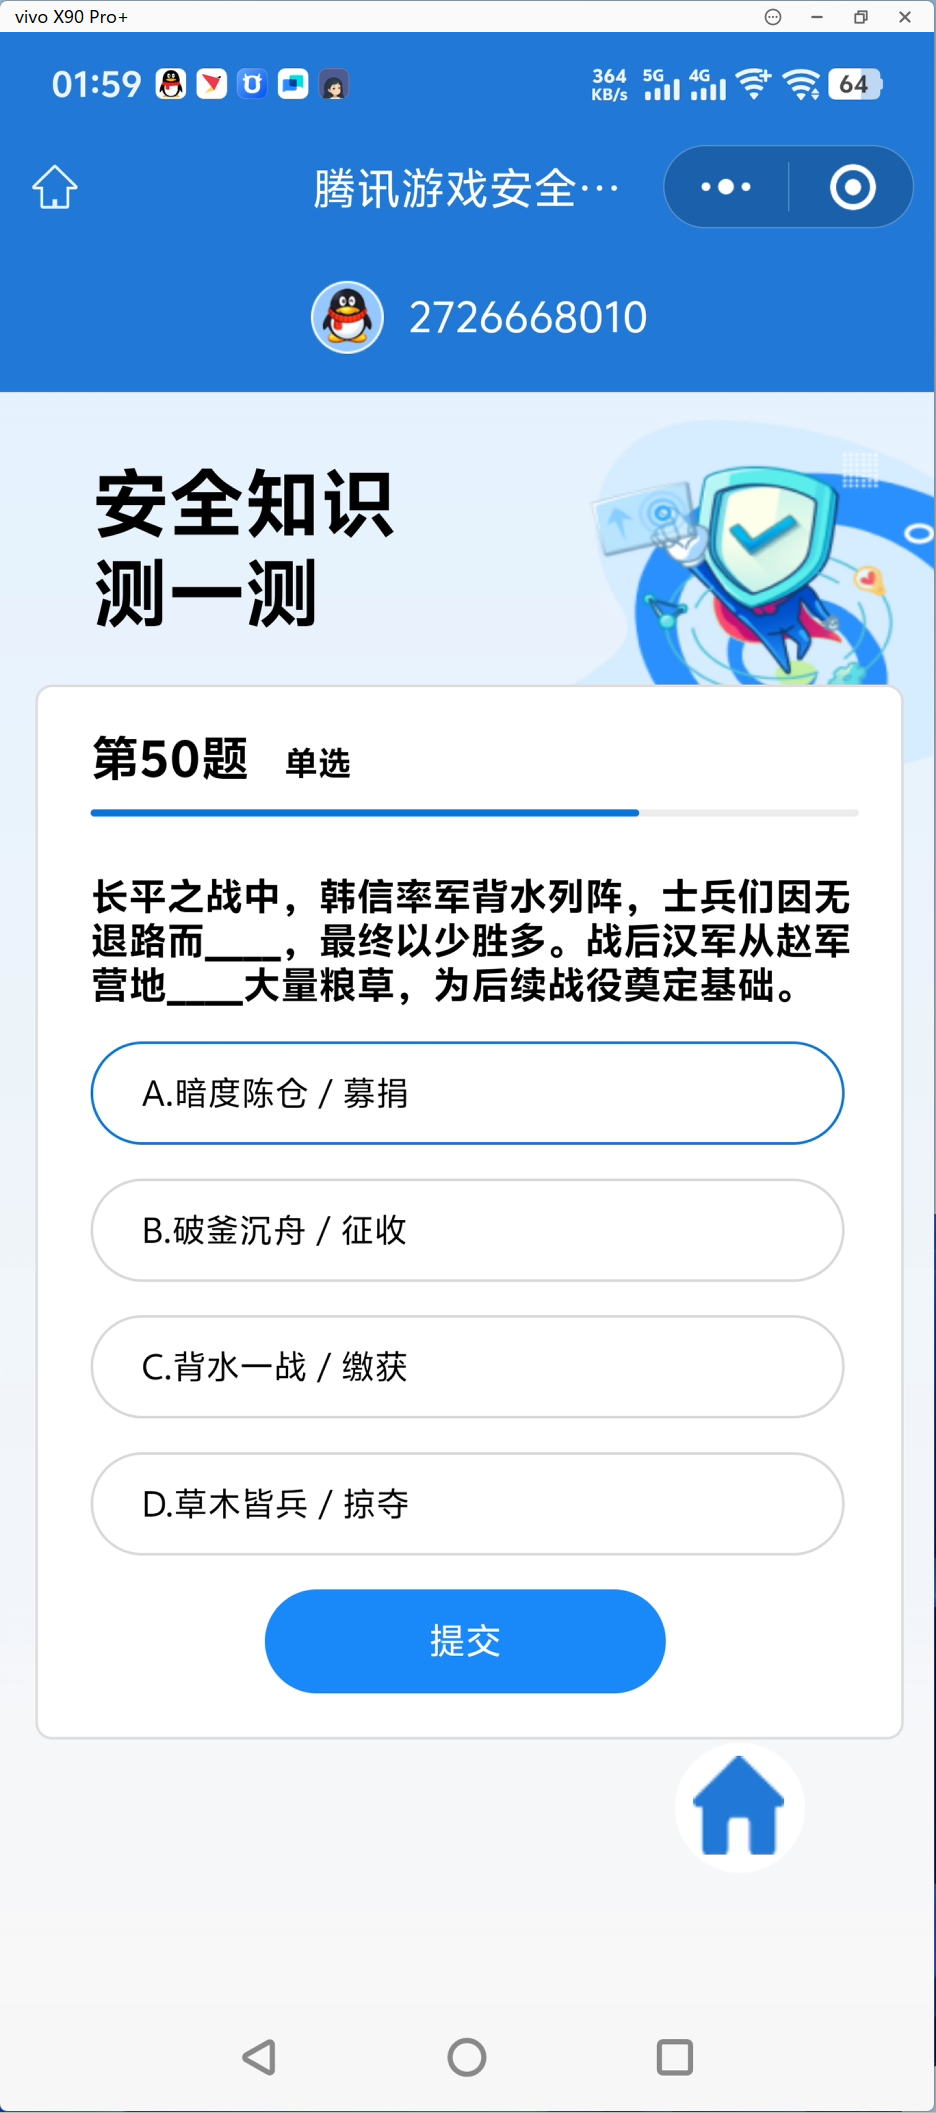 vivo X90 Pro+
01:59
364 KB/s 5G 4G 64
腾讯游戏安全…
2726668010
安全知识
测一测
第50题 单选
长平之战中，韩信率军背水列阵，士兵们因无
退路而____，最终以少胜多。战后汉军从赵军
营地____大量粮草，为后续战役奠定基础。
A.暗度陈仓 / 募捐
B.破釜沉舟 / 征收
C.背水一战 / 缴获
D.草木皆兵 / 掠夺
提交